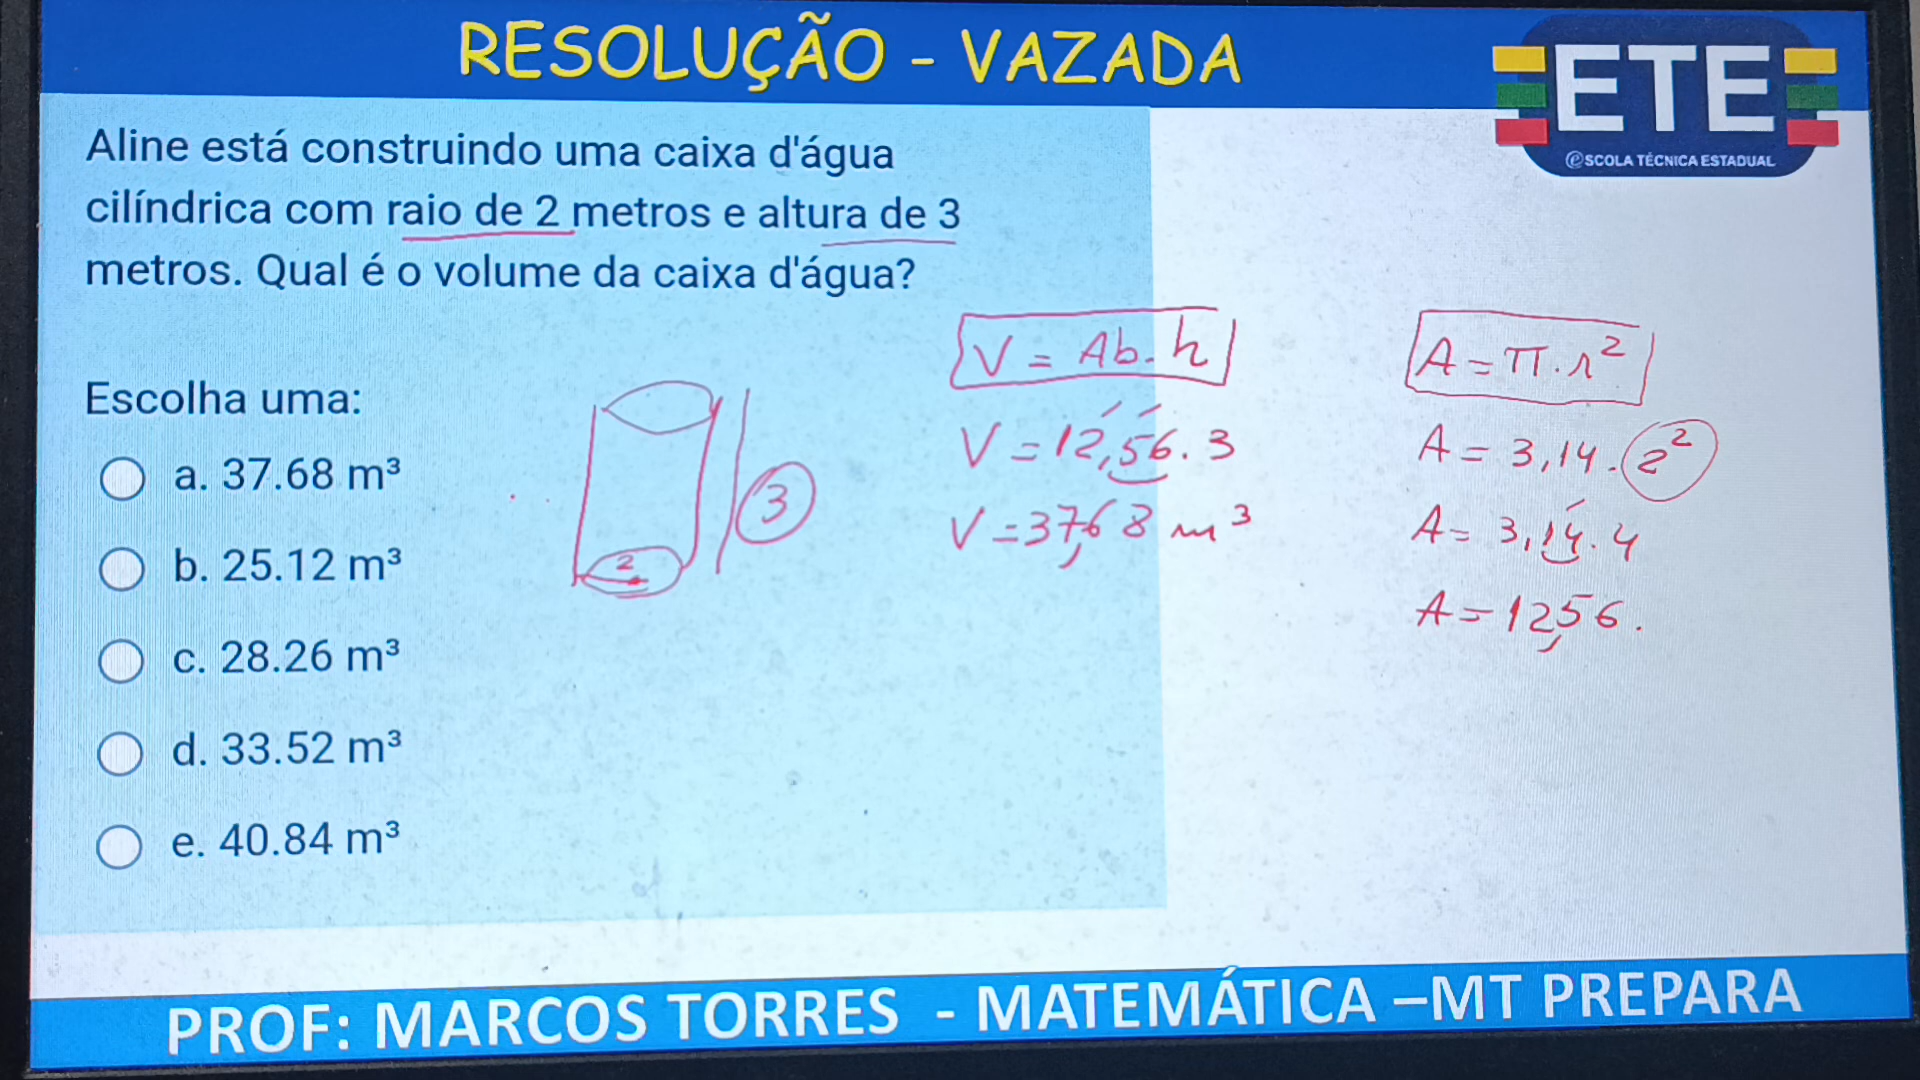 RESOLUÇÃO - VAZADA
ETE
ESCOLA TÉCNICA ESTADUAL
Aline está construindo uma caixa d'água
cilíndrica com raio de 2 metros e altura de 3
metros. Qual é o volume da caixa d'água?
Escolha uma:
a. 37.68 m³
b. 25.12 m³
c. 28.26 m³
d. 33.52 m³
e. 40.84 m³
3
2
V = Ab.h
V = 12,56.3
V = 37,68 m³
A = π.r²
A = 3,14.2²
A = 3,14.4
A = 12,56.
PROF: MARCOS TORRES - MATEMÁTICA –MT PREPARA